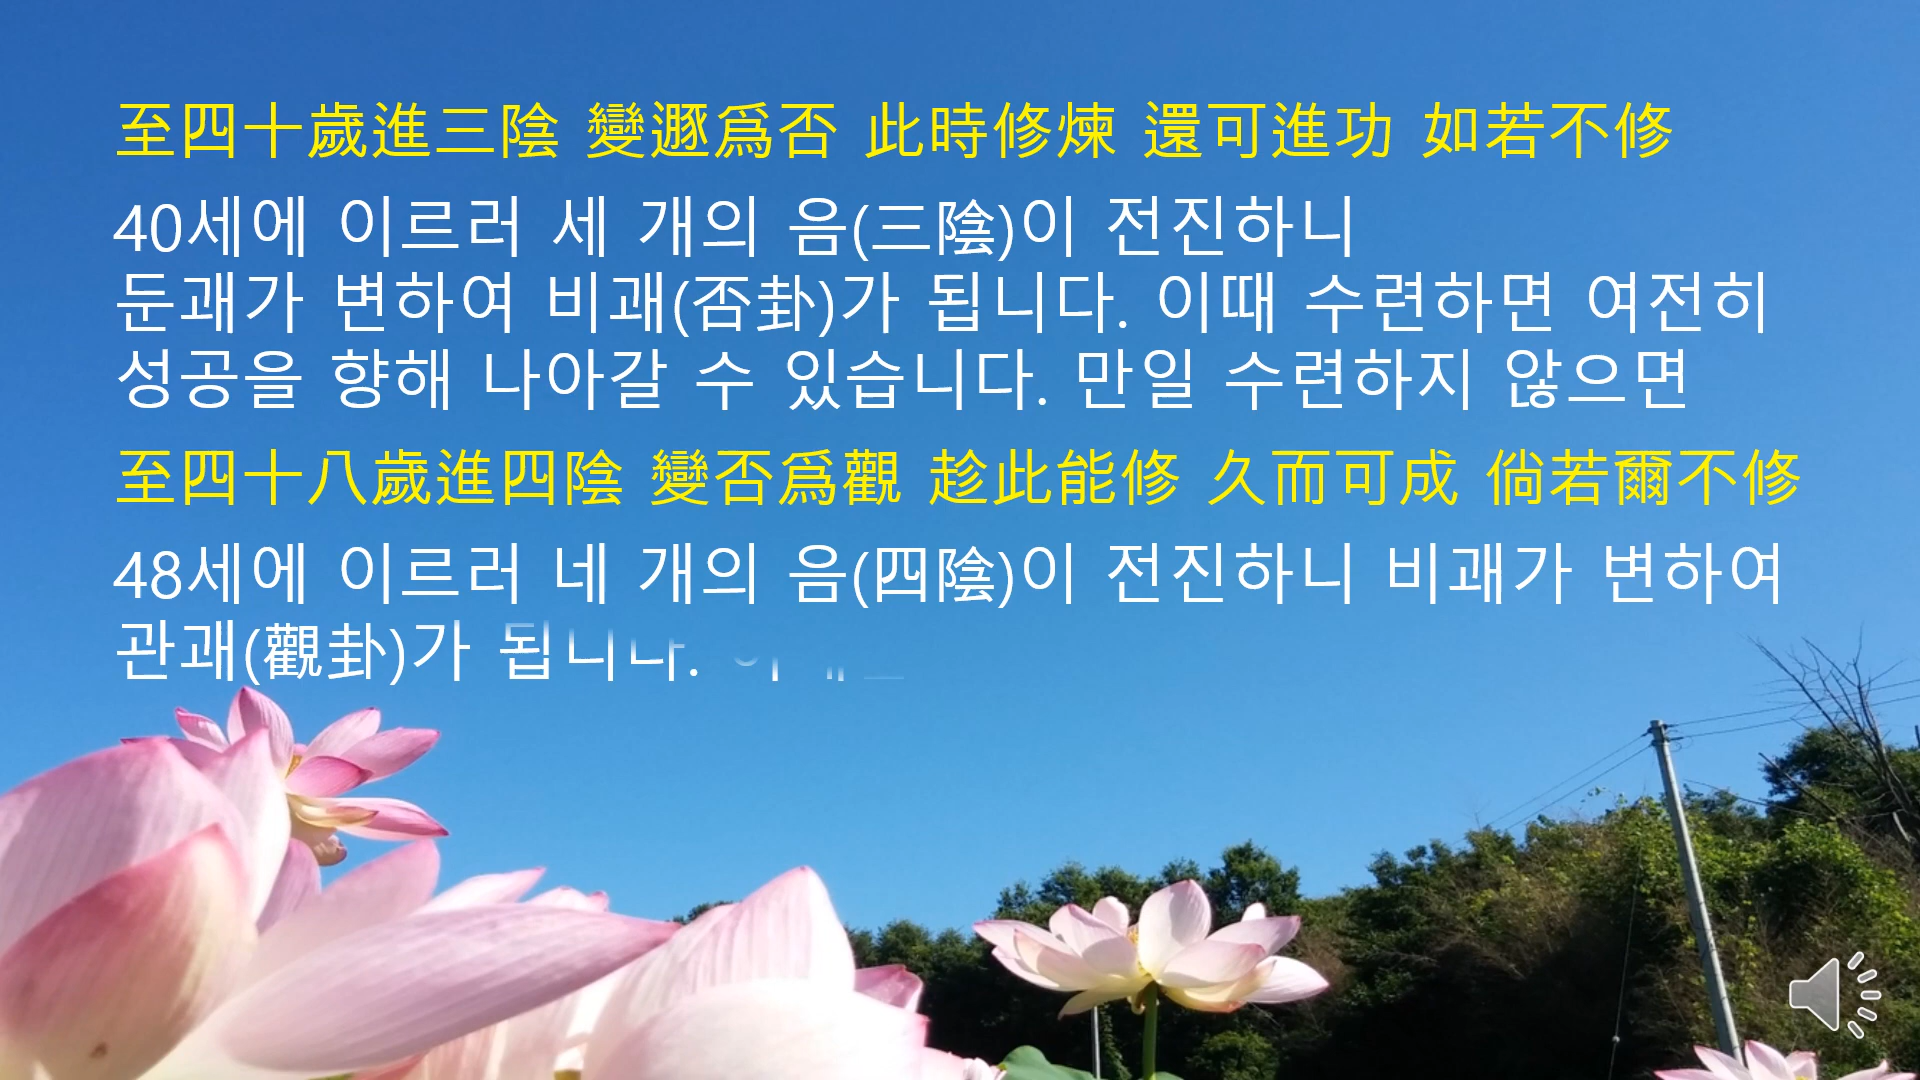 至四十歲進三陰 變遯爲否 此時修煉 還可進功 如若不修
40세에 이르러 세 개의 음(三陰)이 전진하니
둔괘가 변하여 비괘(否卦)가 됩니다. 이때 수련하면 여전히
성공을 향해 나아갈 수 있습니다. 만일 수련하지 않으면
至四十八歲進四陰 變否爲觀 趁此能修 久而可成 倘若爾不修
48세에 이르러 네 개의 음(四陰)이 전진하니 비괘가 변하여
관괘(觀卦)가 됩니다.